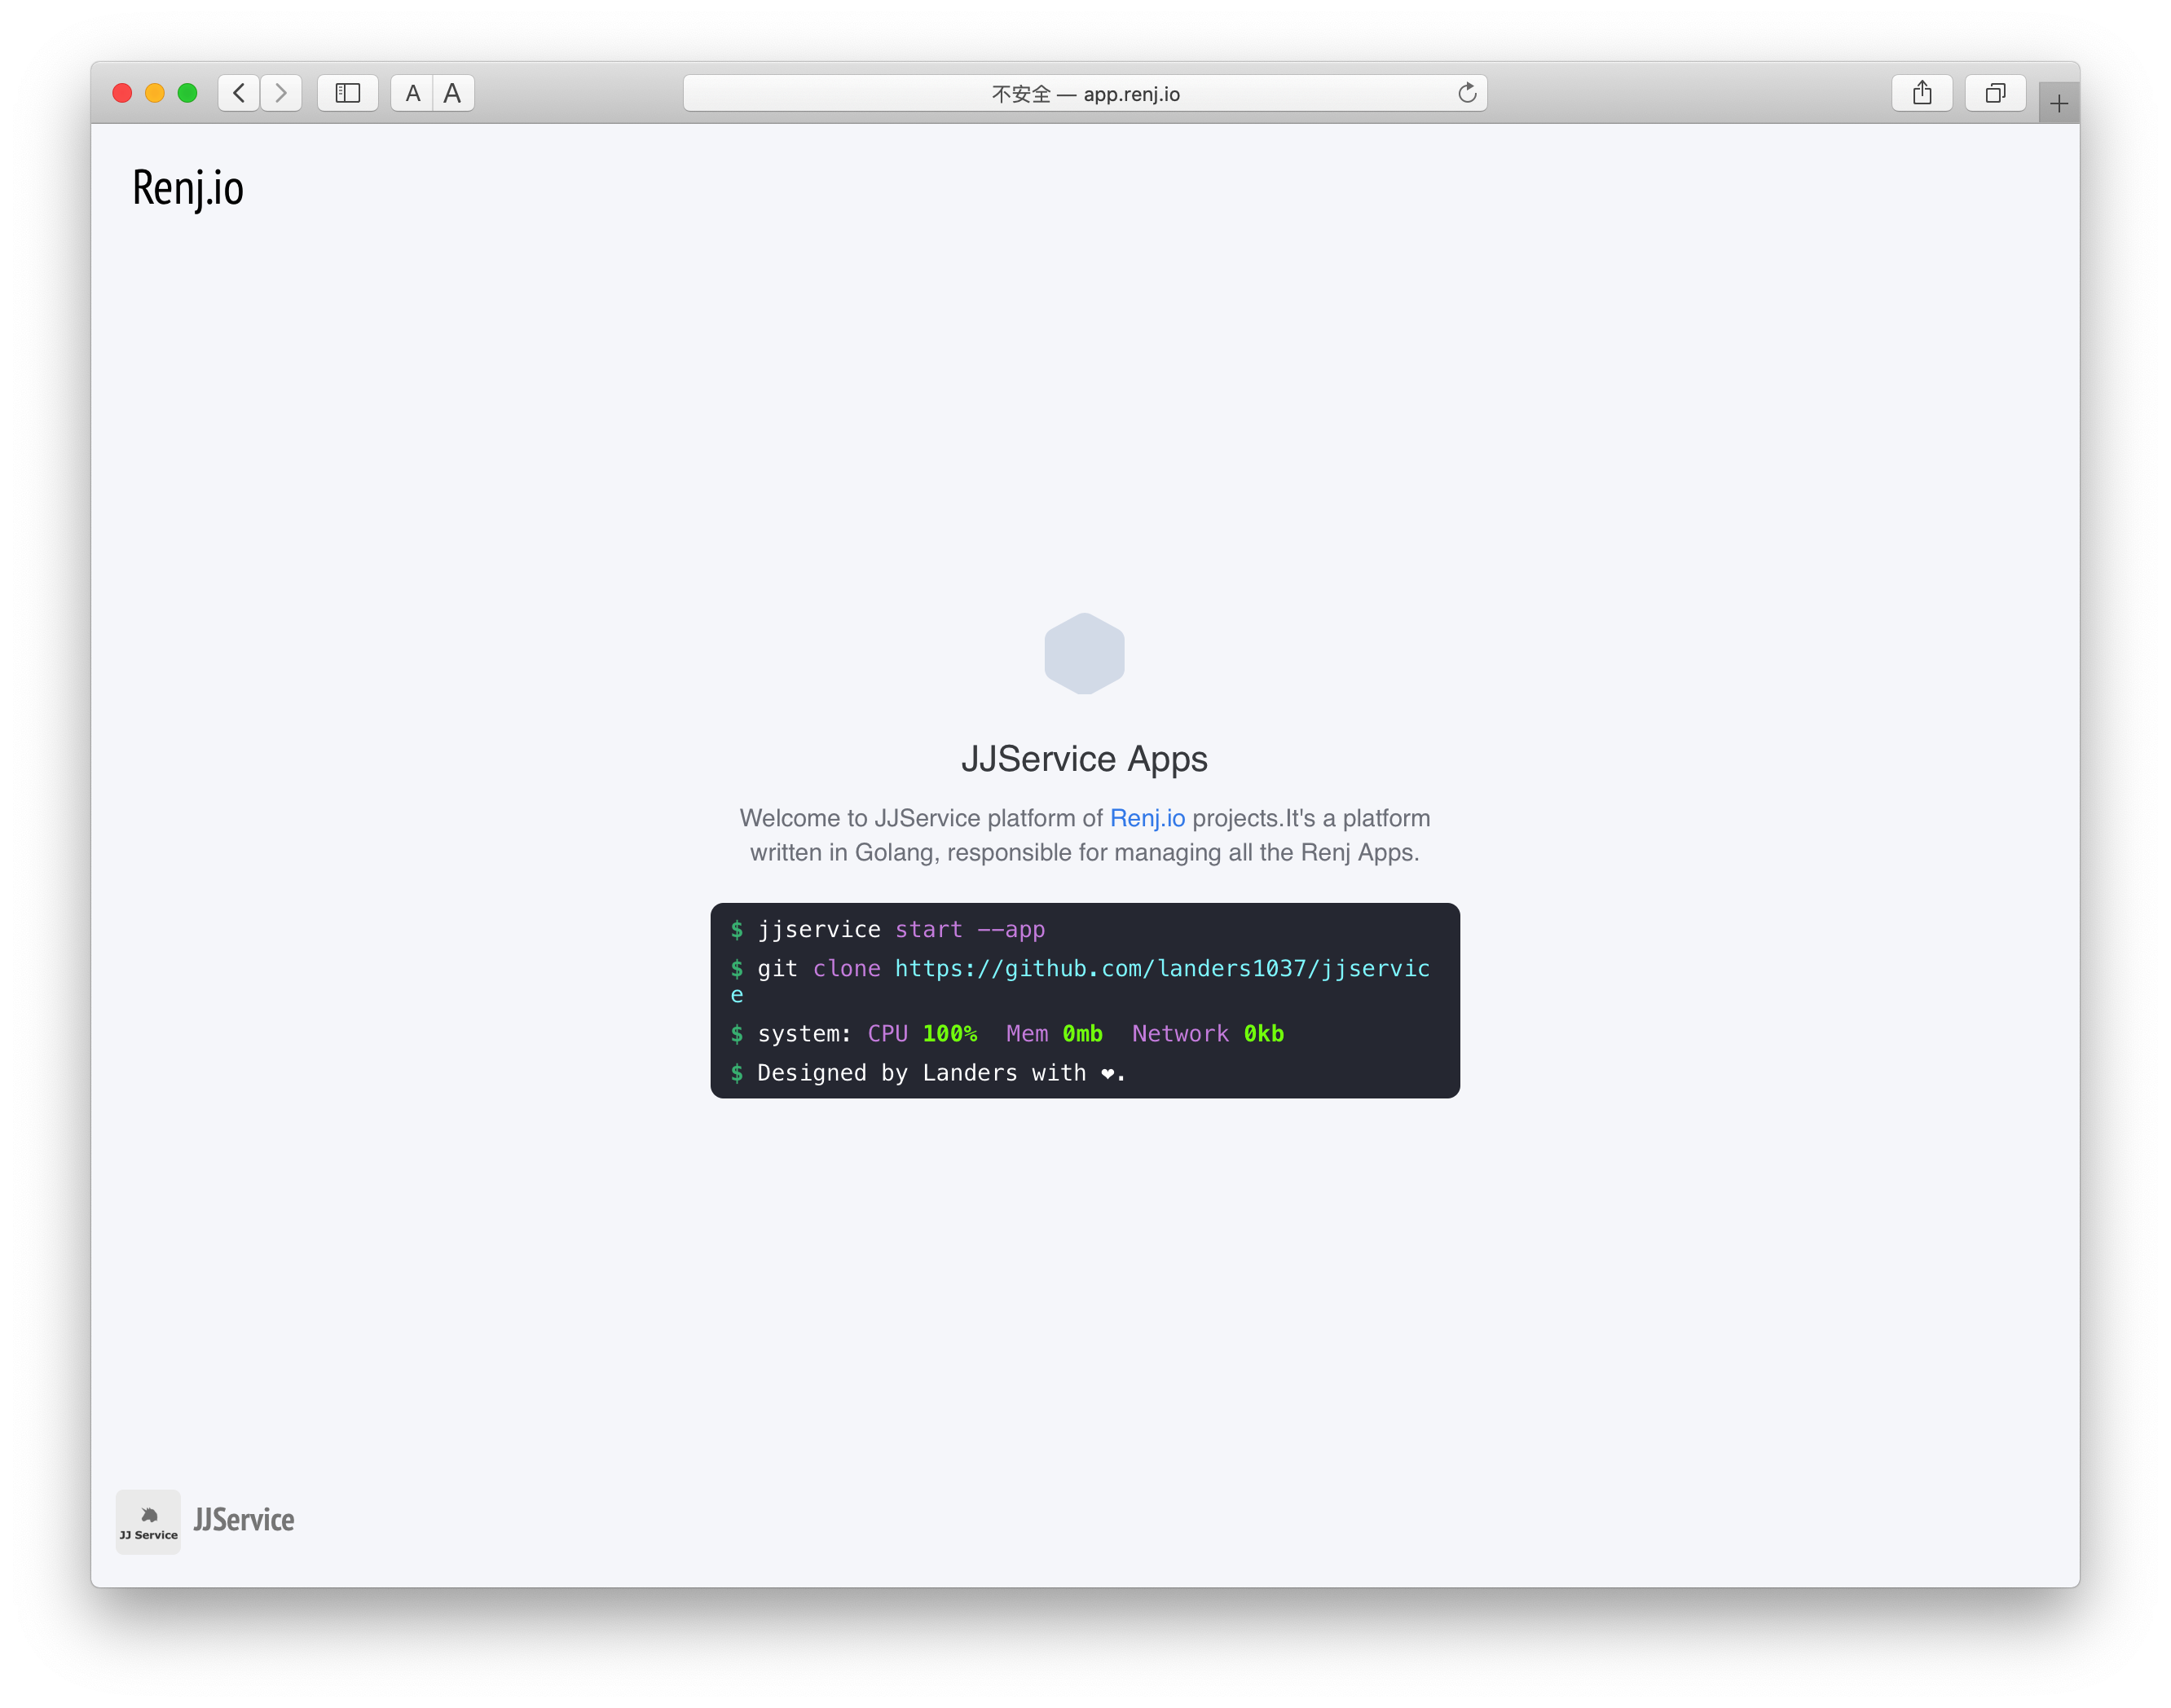 A A 不安全 — app.renj.io
Renj.io
JJService Apps
Welcome to JJService platform of Renj.io projects.It's a platform
written in Golang, responsible for managing all the Renj Apps.
$ jjservice start --app
$ git clone https://github.com/landers1037/jjservic
e
$ system: CPU 100% Mem 0mb Network 0kb
$ Designed by Landers with ❤.
JJ Service
JJService